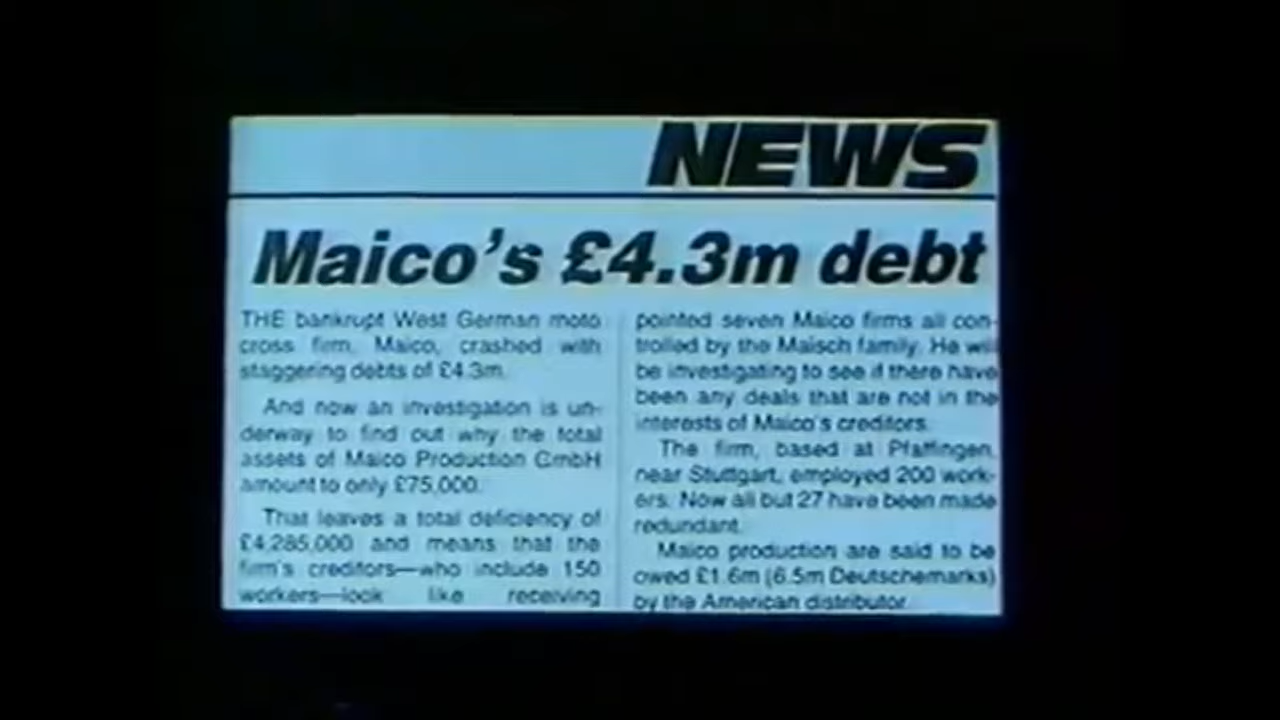 NEWS
Maico's £4.3m debt
THE bankrupt West German moto
cross firm, Maico, crashed with
staggering debts of £4.3m.
And now an investigation is un-
derway to find out why the total
assets of Maico Production GmbH
amount to only £75,000.
That leaves a total deficiency of
£4,285,000 and means that the
firm's creditors—who include 150
workers—look like receiving
pointed seven Maico firms all con-
trolled by the Maisch family. He will
be investigating to see if there have
been any deals that are not in the
interests of Maico's creditors.
The firm, based at Pfaffingen,
near Stuttgart, employed 200 work-
ers. Now all but 27 have been made
redundant.
Maico production are said to be
owed £1.6m (6.5m Deutschemarks)
by the American distributor.